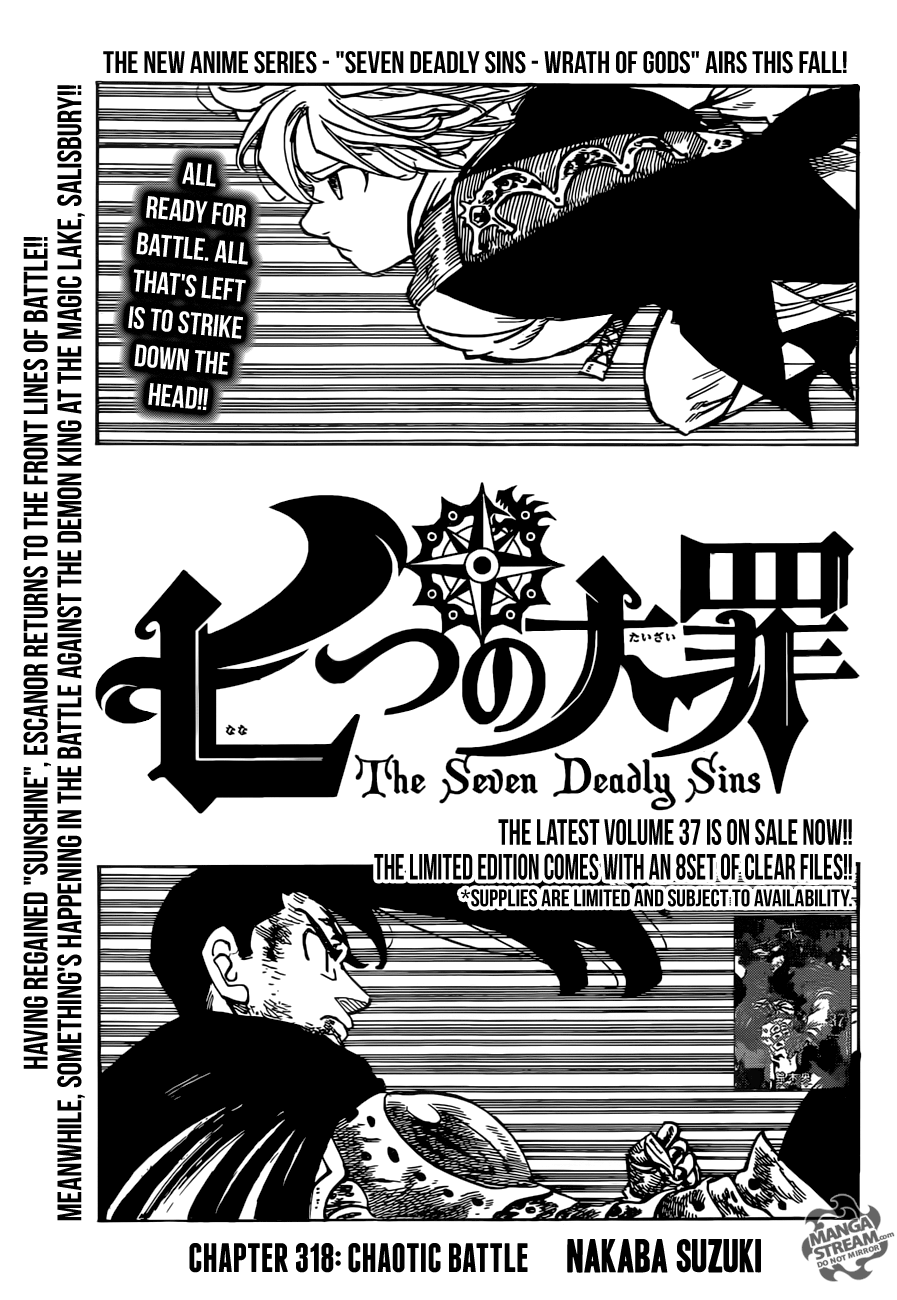 THE NEW ANIME SERIES - "SEVEN DEADLY SINS - WRATH OF GODS" AIRS THIS FALL!
HAVING REGAINED "SUNSHINE", ESCANOR RETURNS TO THE FRONT LINES OF BATTLE!!
MEANWHILE, SOMETHING'S HAPPENING IN THE BATTLE AGAINST THE DEMON KING AT THE MAGIC LAKE, SALISBURY!!
ALL
READY FOR
BATTLE. ALL
THAT'S LEFT
IS TO STRIKE
DOWN THE
HEAD!!
七つの大罪
なな
たいざい
The Seven Deadly Sins
THE LATEST VOLUME 37 IS ON SALE NOW!!
THE LIMITED EDITION COMES WITH AN 8SET OF CLEAR FILES!!
*SUPPLIES ARE LIMITED AND SUBJECT TO AVAILABILITY.
37
CHAPTER 318: CHAOTIC BATTLE
NAKABA SUZUKI
MANGA
STREAM.com
DO NOT MIRROR